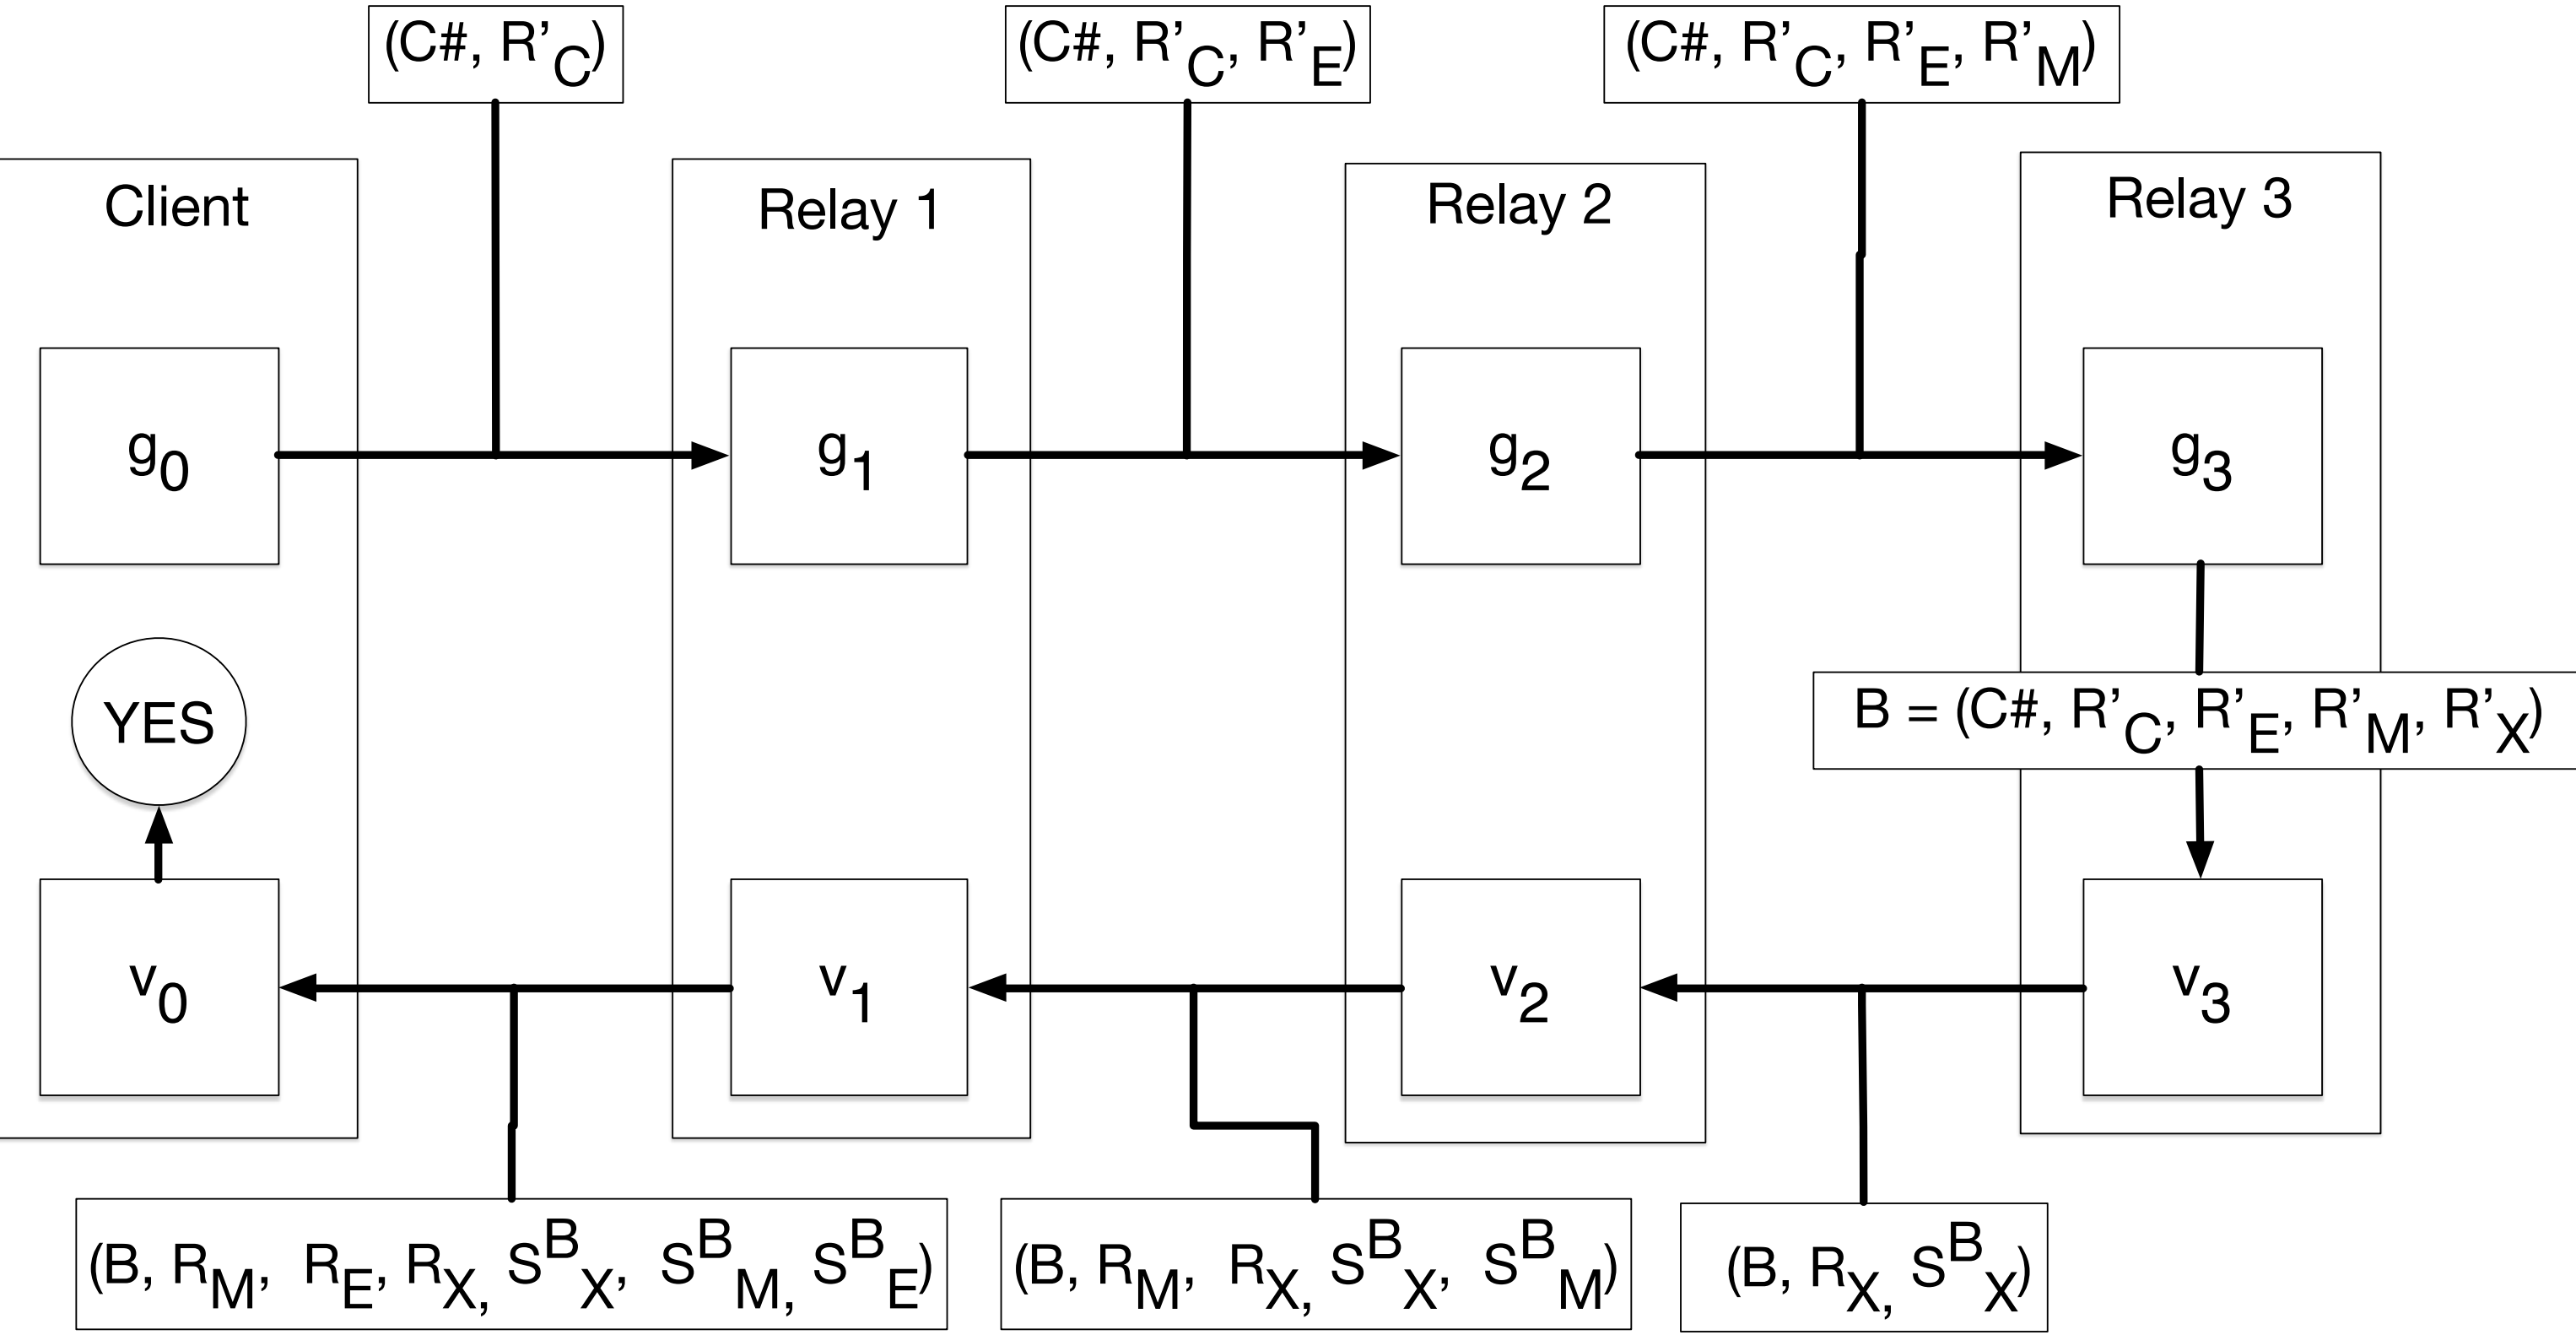 (C#, R’C)
(C#, R’C, R’E)
(C#, R’C, R’E, R’M)
Client
Relay 1
Relay 2
Relay 3
g0
g1
g2
g3
YES
B = (C#, R’C, R’E, R’M, R’X)
v0
v1
v2
v3
(B, RM, RE, RX, SBX, SBM, SBE)
(B, RM, RX, SBX, SBM)
(B, RX, SBX)